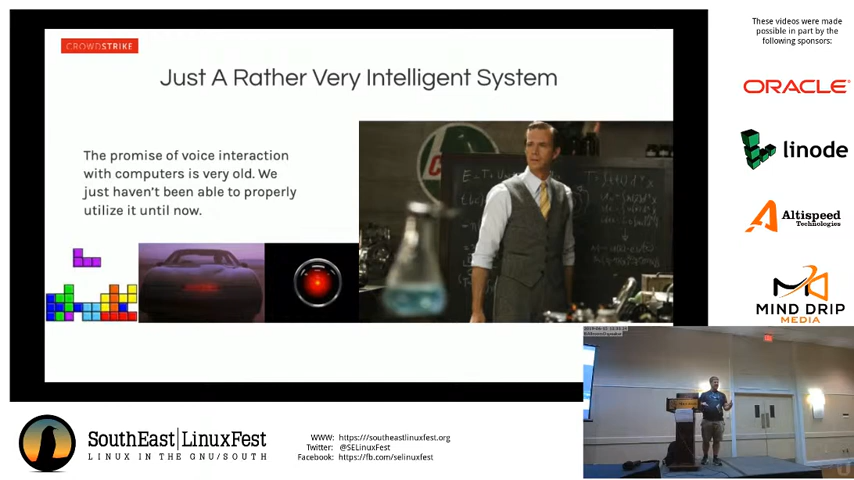 CROWDSTRIKE
Just A Rather Very Intelligent System
The promise of voice interaction
with computers is very old. We
just haven't been able to properly
utilize it until now.
These videos were made
possible in part by the
following sponsors:
ORACLE
linode
Altispeed
Technologies
MIND DRIP
MEDIA
SouthEast|LinuxFest
LINUX IN THE GNU/SOUTH
WWW: https:///southeastlinuxfest.org
Twitter: @SELinuxFest
Facebook: https://fb.com/selinuxfest